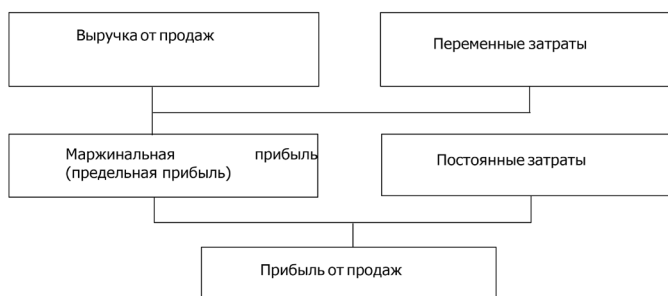 Выручка от продаж
Переменные затраты
Маржинальная прибыль
(предельная прибыль)
Постоянные затраты
Прибыль от продаж